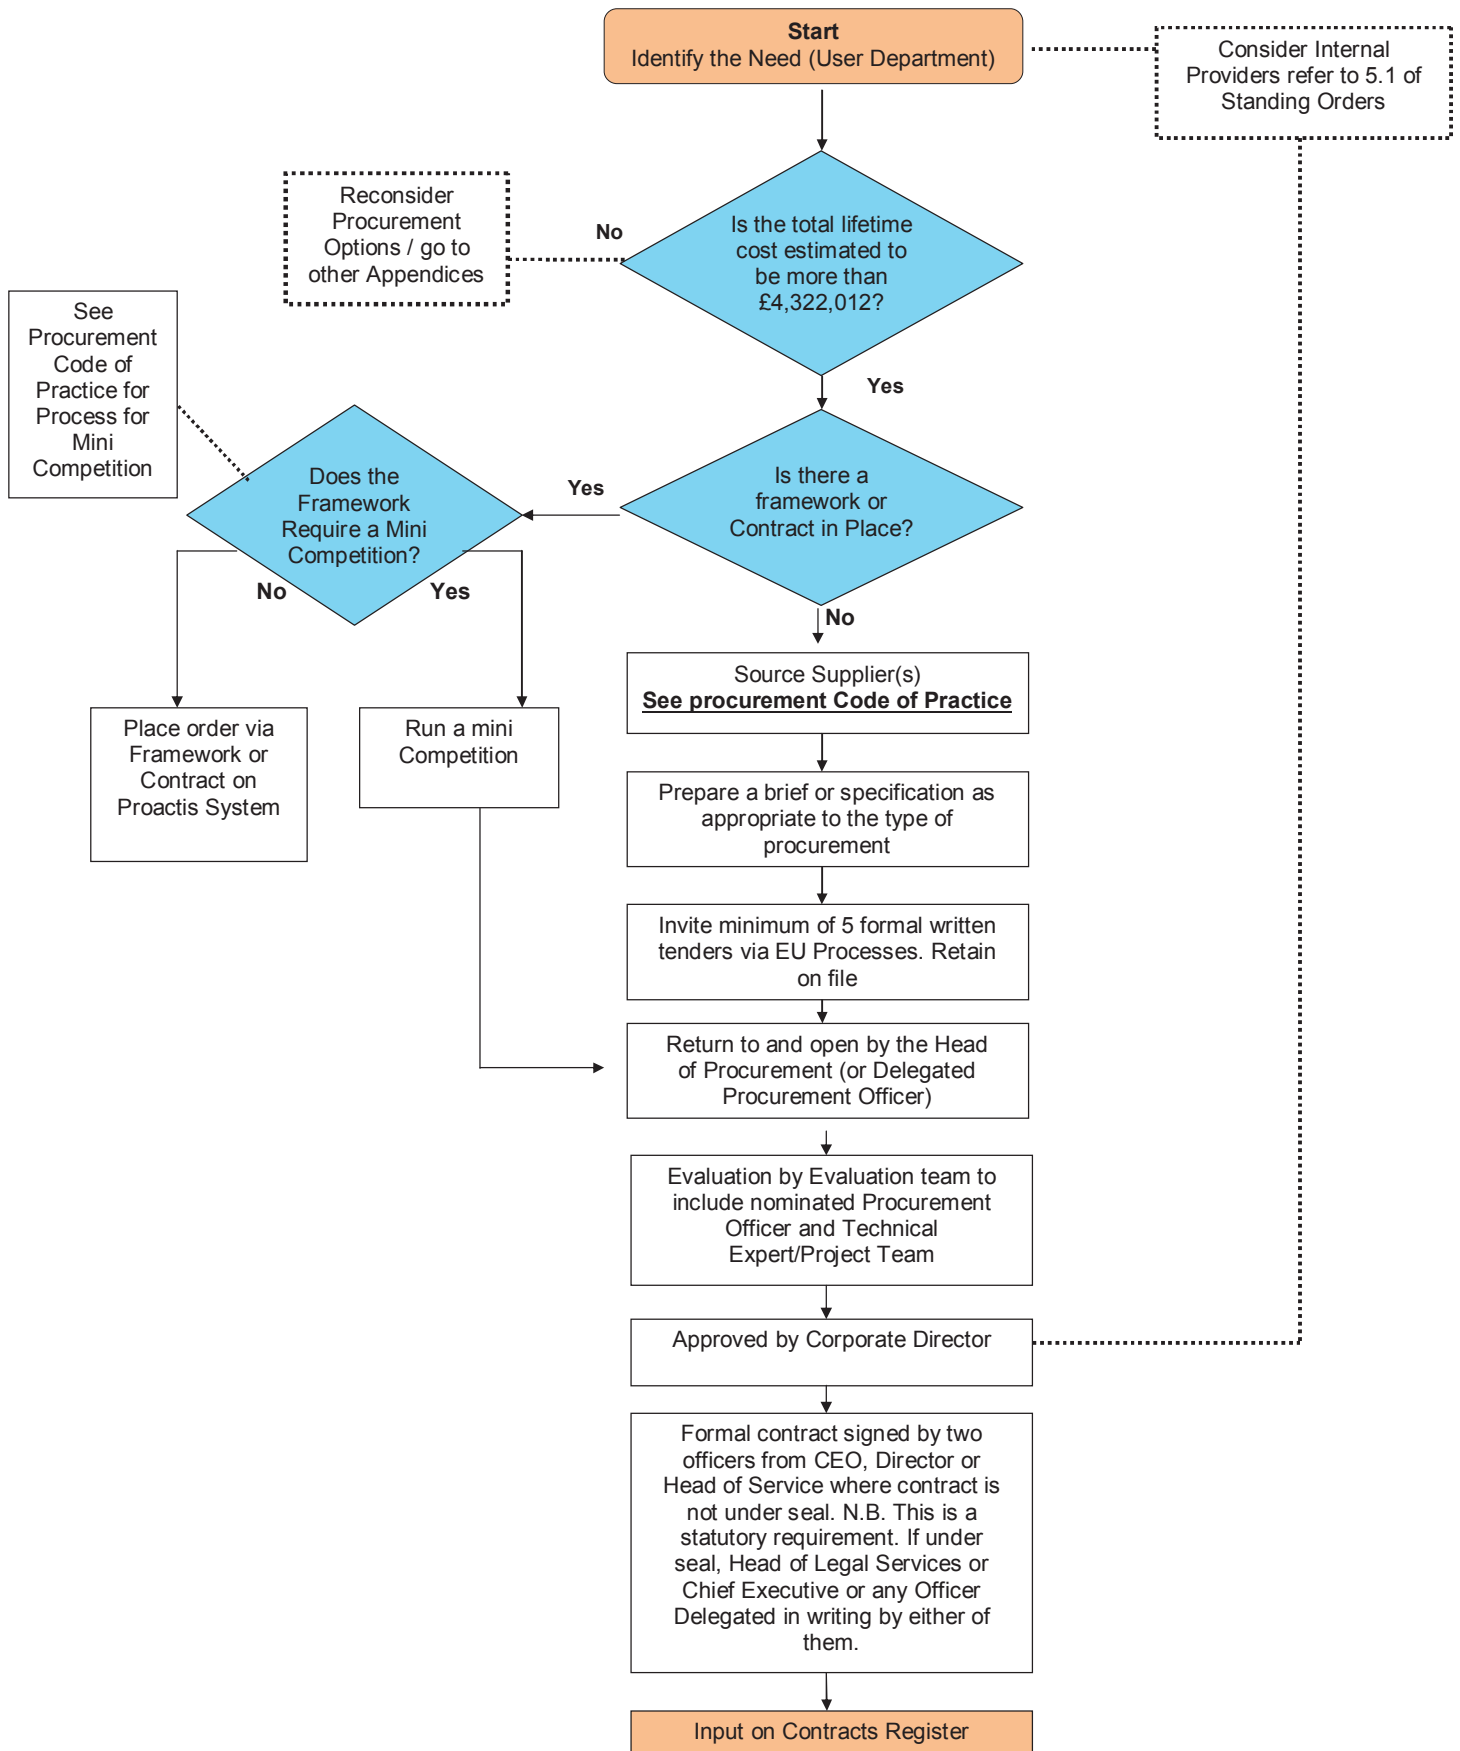 Start
Identify the Need (User Department)
Consider Internal
Providers refer to 5.1 of
Standing Orders
Reconsider
Procurement
Options / go to
other Appendices
No
Is the total lifetime
cost estimated to
be more than
£4,322,012?
Yes
See
Procurement
Code of
Practice for
Process for
Mini
Competition
Does the
Framework
Require a Mini
Competition?
Yes
Is there a
framework or
Contract in Place?
No
Yes
No
Place order via
Framework or
Contract on
Proactis System
Run a mini
Competition
Source Supplier(s)
See procurement Code of Practice
Prepare a brief or specification as
appropriate to the type of
procurement
Invite minimum of 5 formal written
tenders via EU Processes. Retain
on file
Return to and open by the Head
of Procurement (or Delegated
Procurement Officer)
Evaluation by Evaluation team to
include nominated Procurement
Officer and Technical
Expert/Project Team
Approved by Corporate Director
Formal contract signed by two
officers from CEO, Director or
Head of Service where contract is
not under seal. N.B. This is a
statutory requirement. If under
seal, Head of Legal Services or
Chief Executive or any Officer
Delegated in writing by either of
them.
Input on Contracts Register